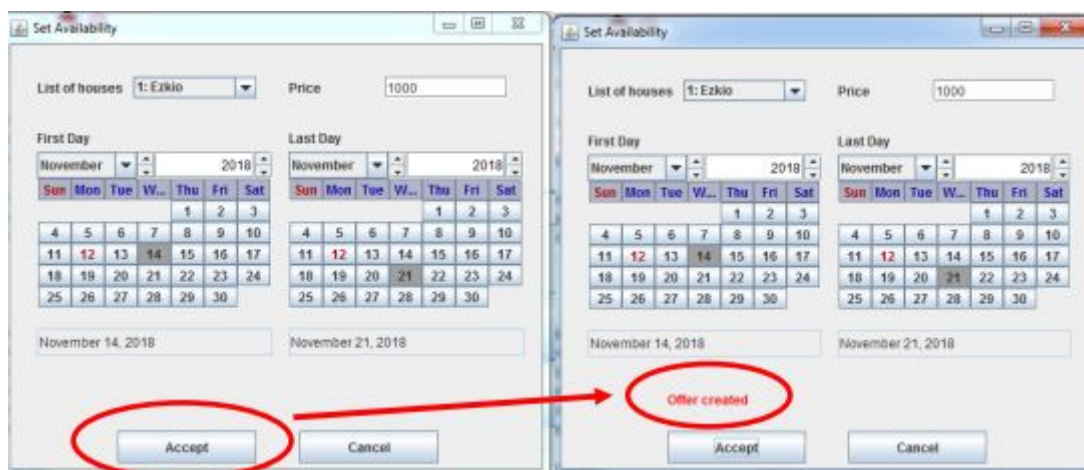 Set Availability
List of houses 1: Ezkio Price 1000
First Day Last Day
November 2018 November 2018
Sun Mon Tue W... Thu Fri Sat Sun Mon Tue W... Thu Fri Sat
1 2 3 1 2 3
4 5 6 7 8 9 10 4 5 6 7 8 9 10
11 12 13 14 15 16 17 11 12 13 14 15 16 17
18 19 20 21 22 23 24 18 19 20 21 22 23 24
25 26 27 28 29 30 25 26 27 28 29 30
November 14, 2018 November 21, 2018
Accept Cancel
Set Availability
List of houses 1: Ezkio Price 1000
First Day Last Day
November 2018 November 2018
Sun Mon Tue W... Thu Fri Sat Sun Mon Tue W... Thu Fri Sat
1 2 3 1 2 3
4 5 6 7 8 9 10 4 5 6 7 8 9 10
11 12 13 14 15 16 17 11 12 13 14 15 16 17
18 19 20 21 22 23 24 18 19 20 21 22 23 24
25 26 27 28 29 30 25 26 27 28 29 30
November 14, 2018 November 21, 2018
Offer created
Accept Cancel